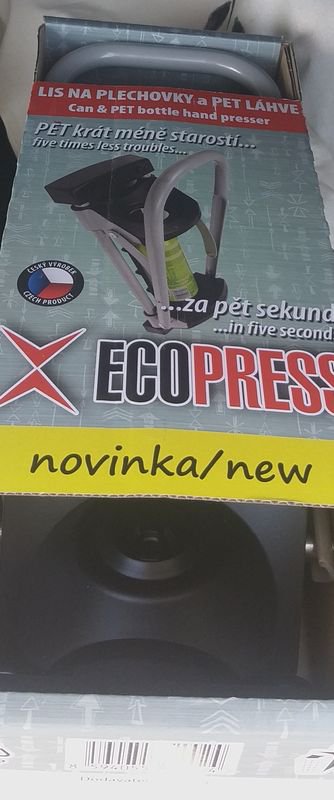 LIS NA PLECHOVKY a PET LÁHVE
Can & PET bottle hand presser
PET krát méně starostí...
five times less troubles...
ČESKÝ VÝROBEK
CZECH PRODUCT
...za pět sekund
...in five second
ECOPRESS
novinka/new